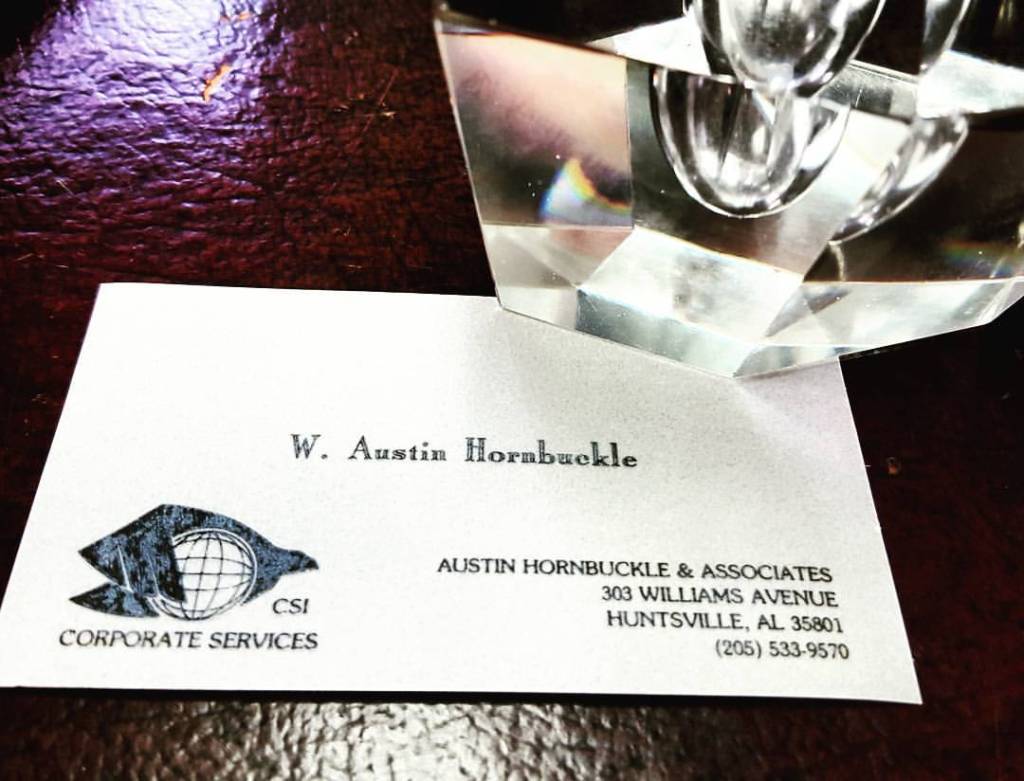 W. Austin Hornbuckle
CSI
CORPORATE SERVICES
AUSTIN HORNBUCKLE & ASSOCIATES
303 WILLIAMS AVENUE
HUNTSVILLE, AL 35801
(205) 533-9570